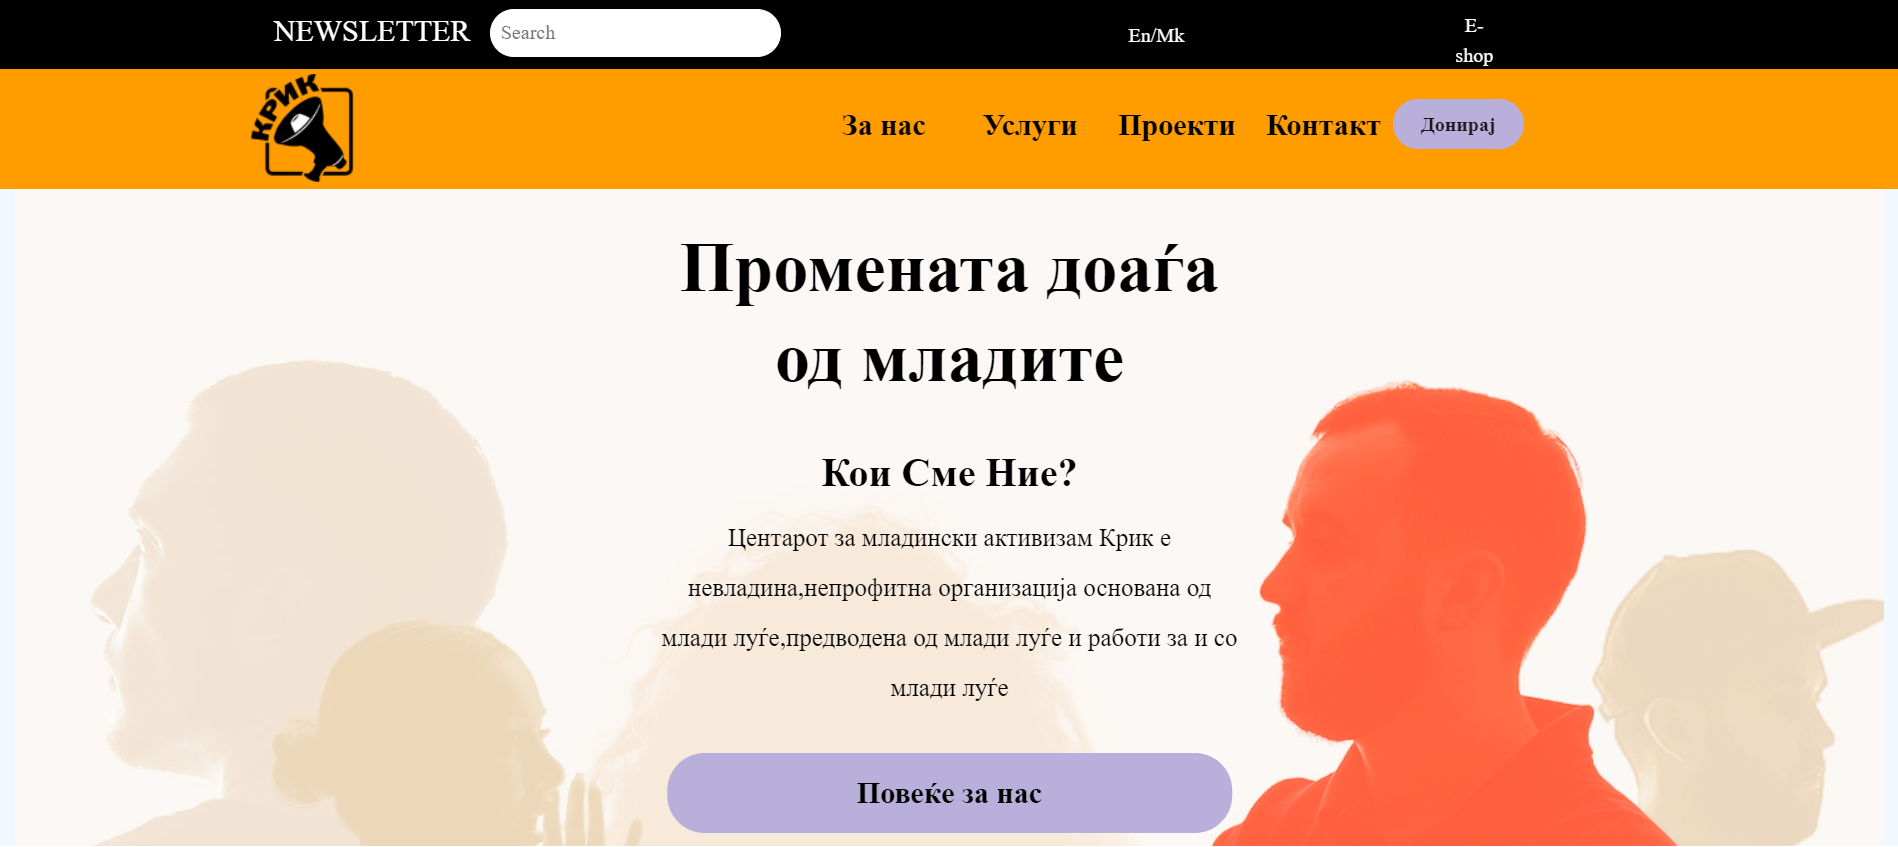 NEWSLETTER
Search
En/Mk
E-
shop
КРИК
За нас
Услуги
Проекти
Контакт
Донирај
Промената доаѓа
од младите
Кои Сме Ние?
Центарот за младински активизам Крик е
невладина,непрофитна организација основана од
млади луѓе,предводена од млади луѓе и работи за и со
млади луѓе
Повеќе за нас